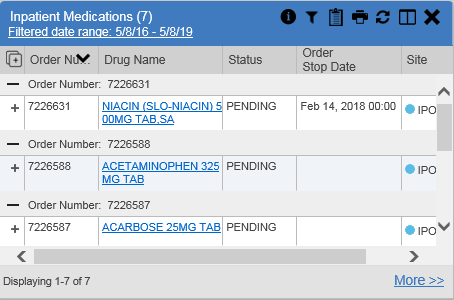 Inpatient Medications (7)
Filtered date range: 5/8/16 - 5/8/19
Order Nu
Drug Name
Status
Order
Stop Date
Site
Order Number: 7226631
7226631 NIACIN (SLO-NIACIN) 5 PENDING Feb 14, 2018 00:00 IPO
00MG TAB,SA
Order Number: 7226588
7226588 ACETAMINOPHEN 325 PENDING IPO
MG TAB
Order Number: 7226587
7226587 ACARBOSE 25MG TAB PENDING IPO
Displaying 1-7 of 7 More >>